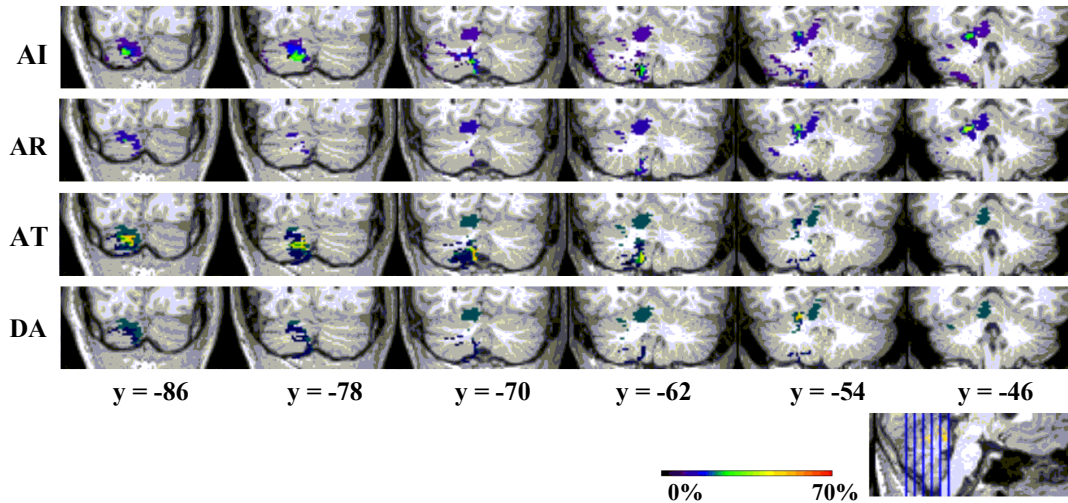 AI
AR
AT
DA
y = -86 y = -78 y = -70 y = -62 y = -54 y = -46
0% 70%